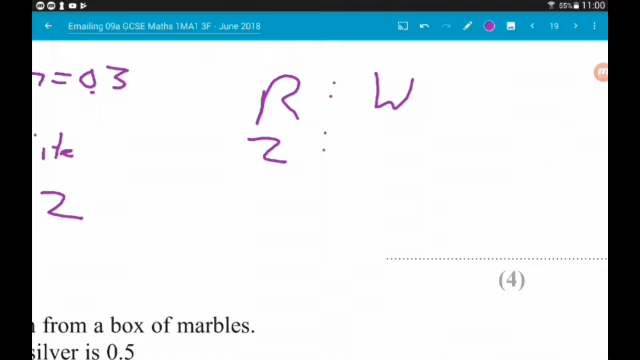 55% 11:00
Emailing 09a GCSE Maths 1MA1 3F - June 2018
19
= 0.3
R : W
2 :
2
(4)
from a box of marbles.
silver is 0.5